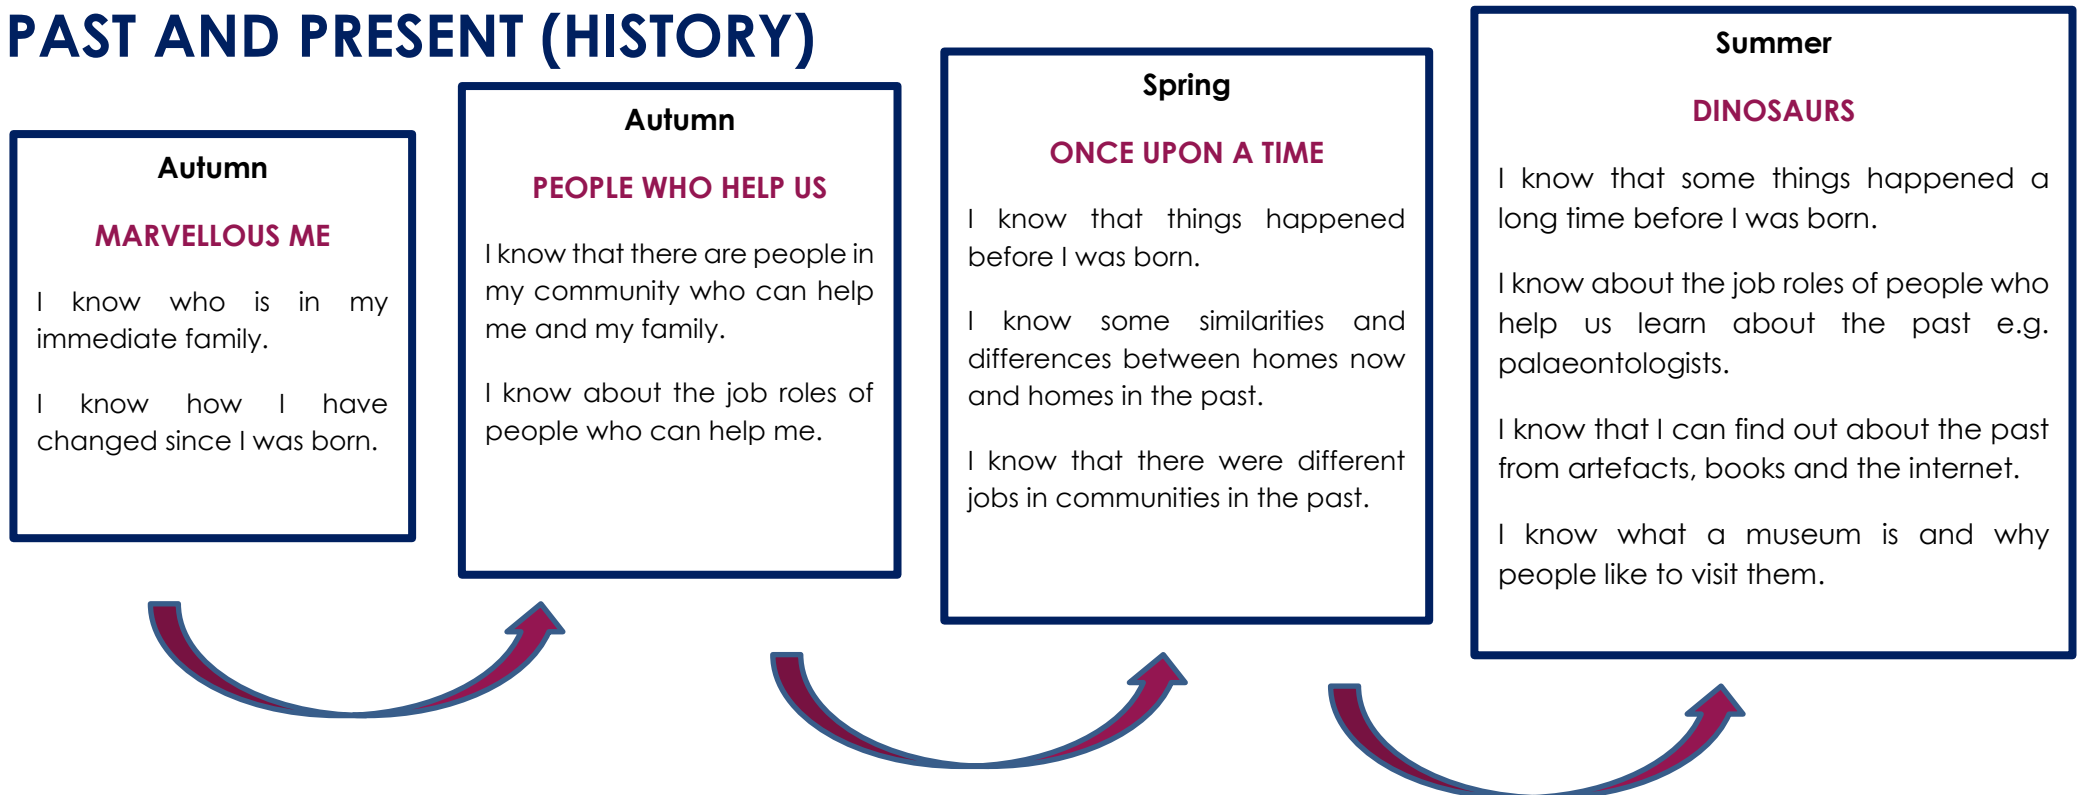 PAST AND PRESENT (HISTORY)
Autumn
MARVELLOUS ME
I know who is in my
immediate family.
I know how I have
changed since I was born.
Autumn
PEOPLE WHO HELP US
I know that there are people in
my community who can help
me and my family.
I know about the job roles of
people who can help me.
Spring
ONCE UPON A TIME
I know that things happened
before I was born.
I know some similarities and
differences between homes now
and homes in the past.
I know that there were different
jobs in communities in the past.
Summer
DINOSAURS
I know that some things happened a
long time before I was born.
I know about the job roles of people who
help us learn about the past e.g.
palaeontologists.
I know that I can find out about the past
from artefacts, books and the internet.
I know what a museum is and why
people like to visit them.